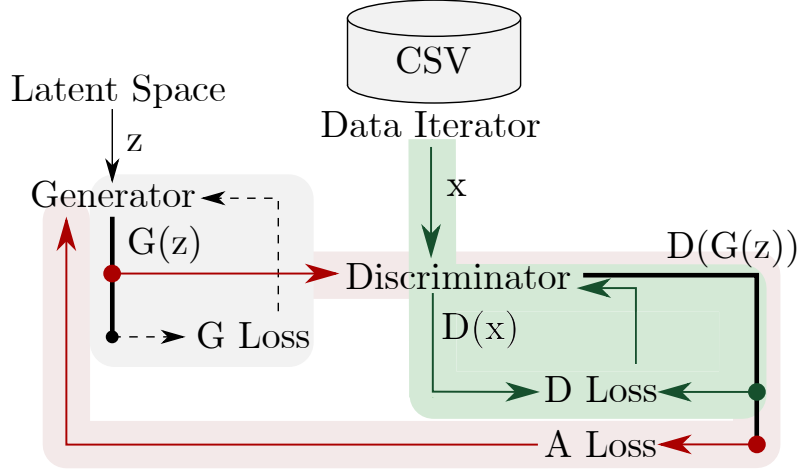 CSV
Latent Space
Data Iterator
z
x
Generator
G(z)
D(G(z))
Discriminator
G Loss
D(x)
D Loss
A Loss